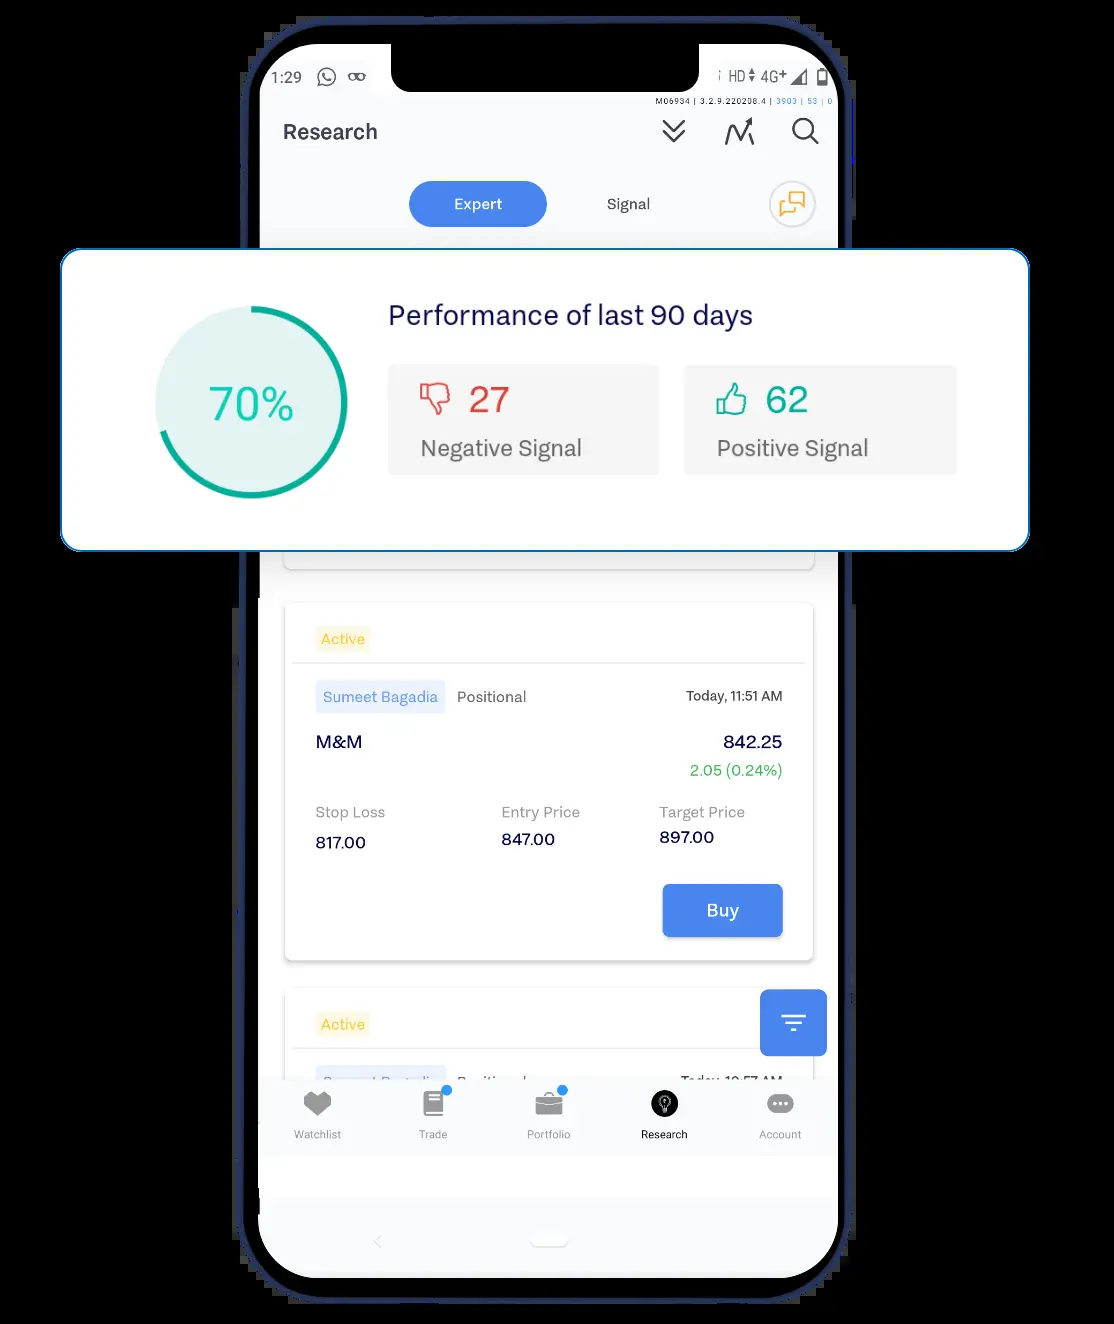 1:29 HD 4G+
M06934 | 3.2.9.220208.4 | 3903 | 53 | 0
Research
Expert Signal
Performance of last 90 days
70%
27 62
Negative Signal Positive Signal
Active
Sumeet Bagadia Positional Today, 11:51 AM
M&M 842.25
2.05 (0.24%)
Stop Loss Entry Price Target Price
817.00 847.00 897.00
Buy
Active
Watchlist Trade Portfolio Research Account